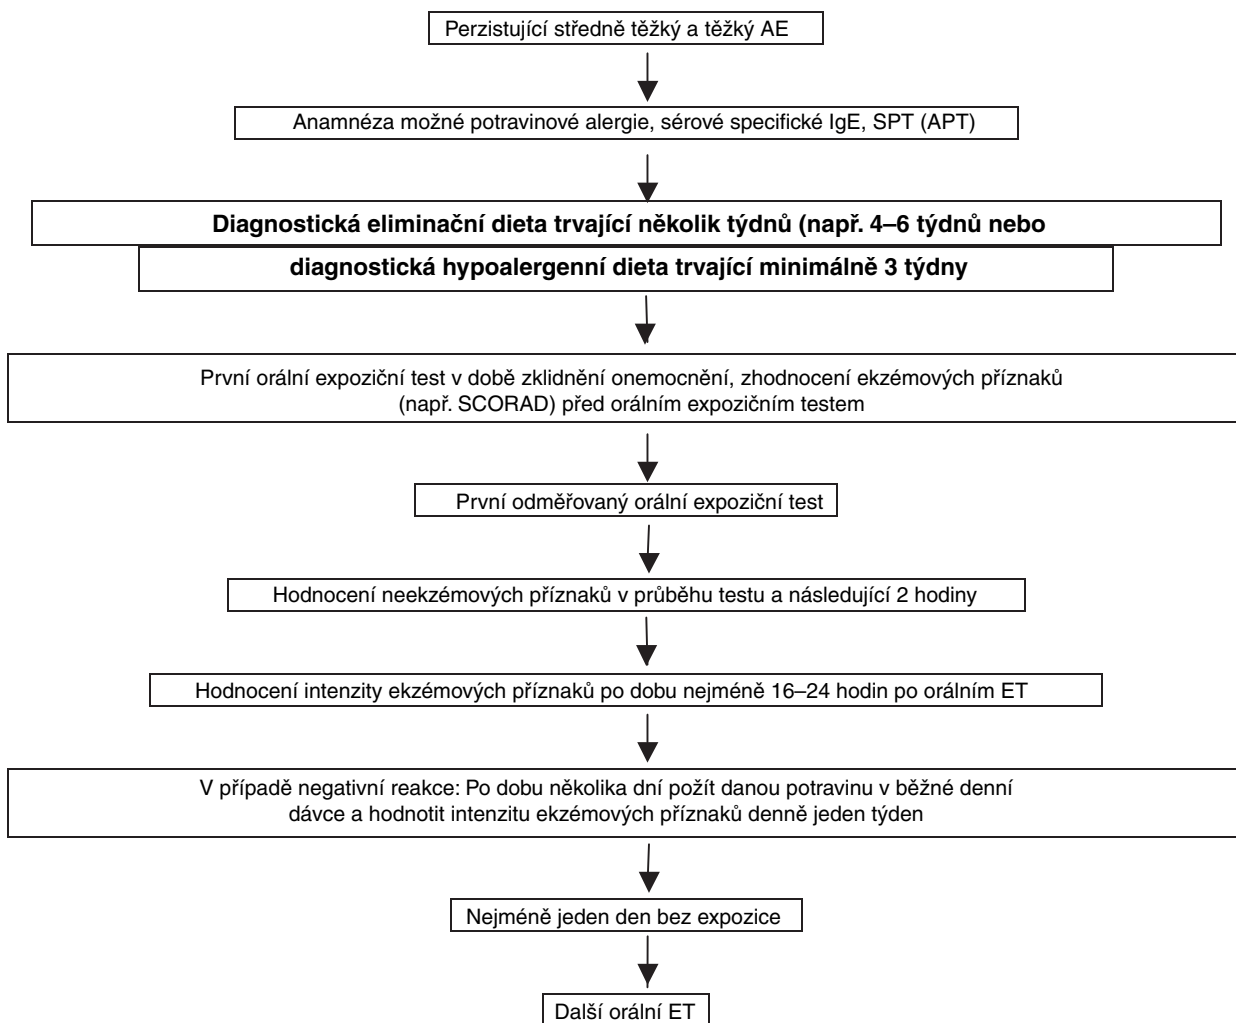 Perzistující středně těžký a těžký AE
Anamnéza možné potravinové alergie, sérové specifické IgE, SPT (APT)
Diagnostická eliminační dieta trvající několik týdnů (např. 4–6 týdnů nebo
diagnostická hypoalergenní dieta trvající minimálně 3 týdny
První orální expoziční test v době zklidnění onemocnění, zhodnocení ekzémových příznaků
(např. SCORAD) před orálním expozičním testem
První odměřovaný orální expoziční test
Hodnocení neekzémových příznaků v průběhu testu a následující 2 hodiny
Hodnocení intenzity ekzémových příznaků po dobu nejméně 16–24 hodin po orálním ET
V případě negativní reakce: Po dobu několika dní požít danou potravinu v běžné denní
dávce a hodnotit intenzitu ekzémových příznaků denně jeden týden
Nejméně jeden den bez expozice
Další orální ET